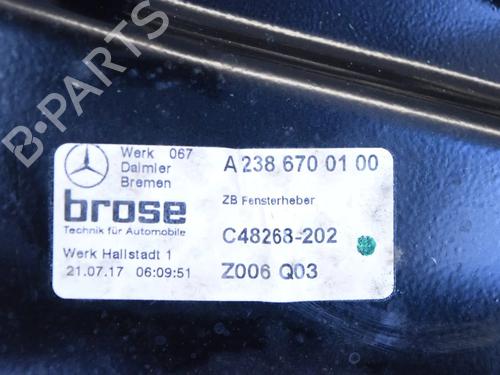 Werk 067
Daimler
Bremen
A 238 670 01 00
brose
Technik für Automobile
ZB Fensterheber
C48268-202
Werk Hallstadt 1
21.07.17 06:09:51
Z006 Q03
B-PARTS